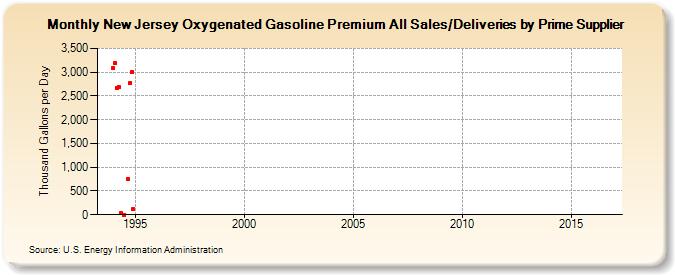 Monthly New Jersey Oxygenated Gasoline Premium All Sales/Deliveries by Prime Supplier
Thousand Gallons per Day
3,500
3,000
2,500
2,000
1,500
1,000
500
0
1995 2000 2005 2010 2015
Source: U.S. Energy Information Administration